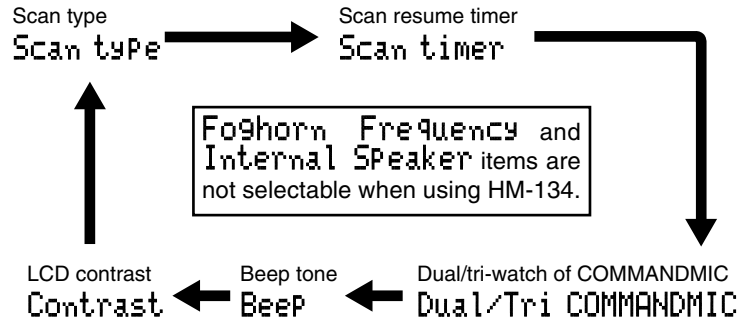 Scan type
Scan tyPe
Scan resume timer
Scan timer
Foghorn Frequency and
Internal SPeaker items are
not selectable when using HM-134.
LCD contrast
Contrast
Beep tone
BeeP
Dual/tri-watch of COMMANDMIC
Dual/Tri COMMANDMIC